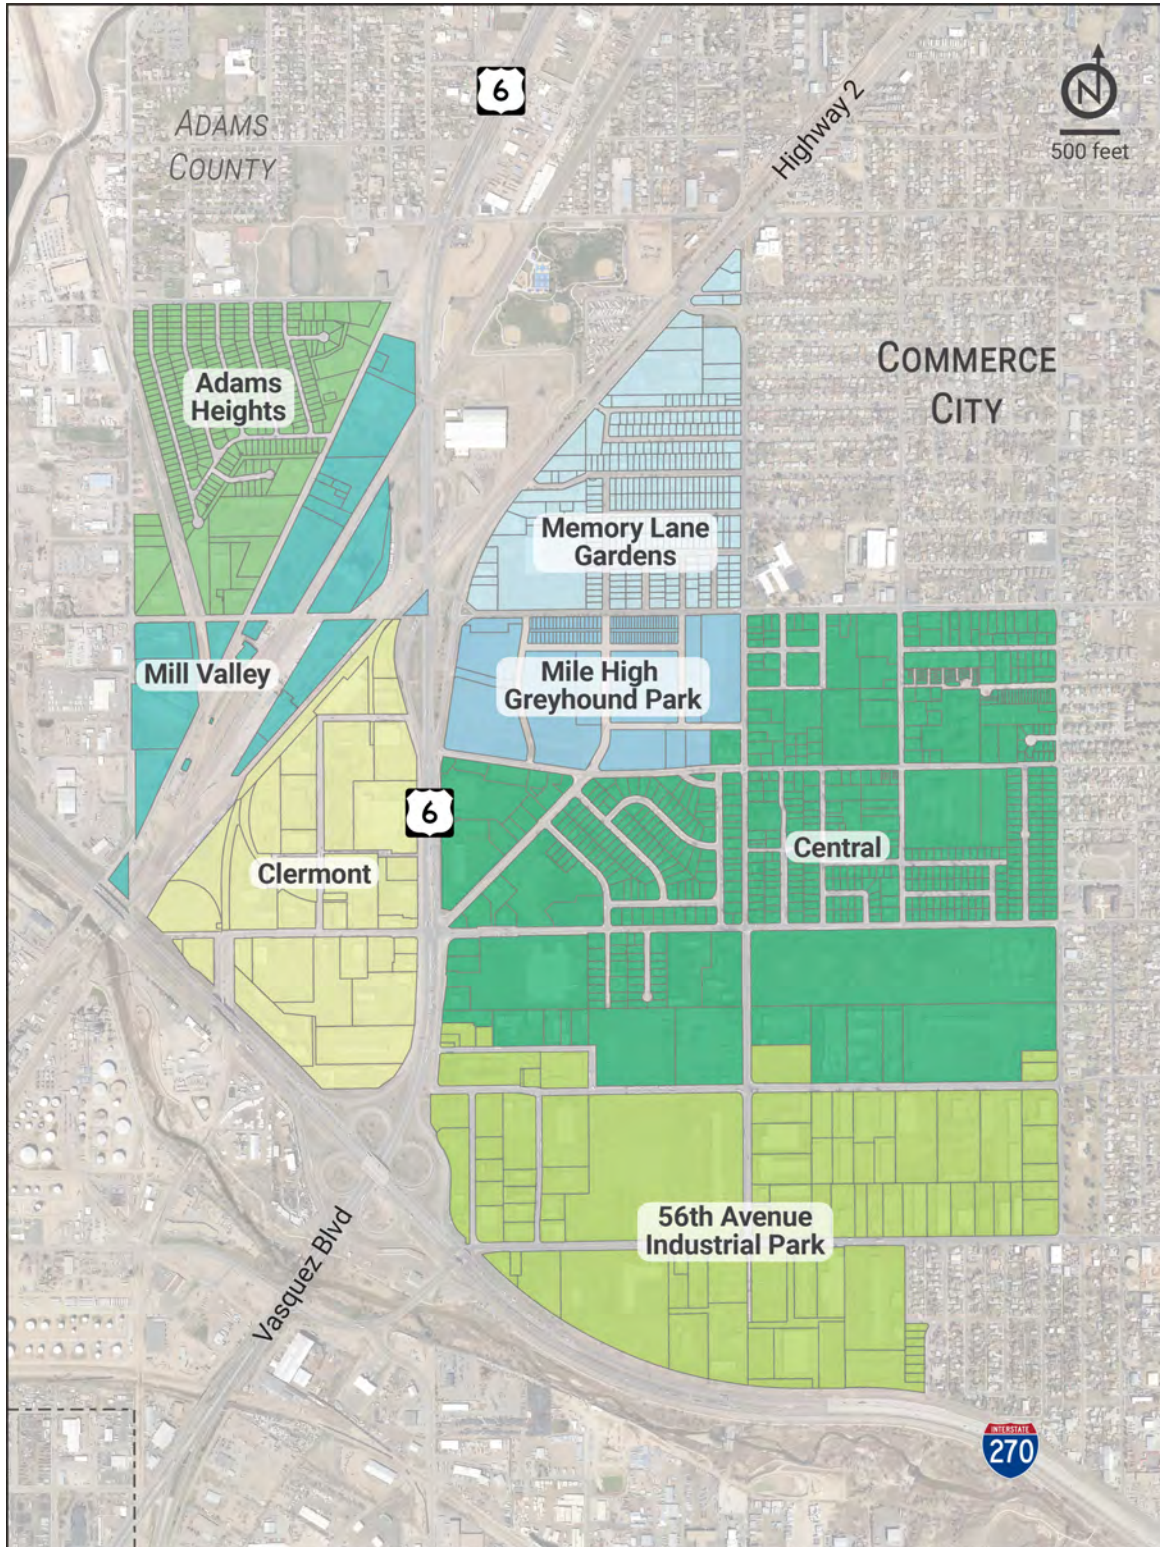 6
Highway 2
N
500 feet
ADAMS
COUNTY
COMMERCE
CITY
Adams
Heights
Memory Lane
Gardens
Mill Valley
Mile High
Greyhound Park
6
Clermont
Central
56th Avenue
Industrial Park
Vasquez Blvd
INTERSTATE
270